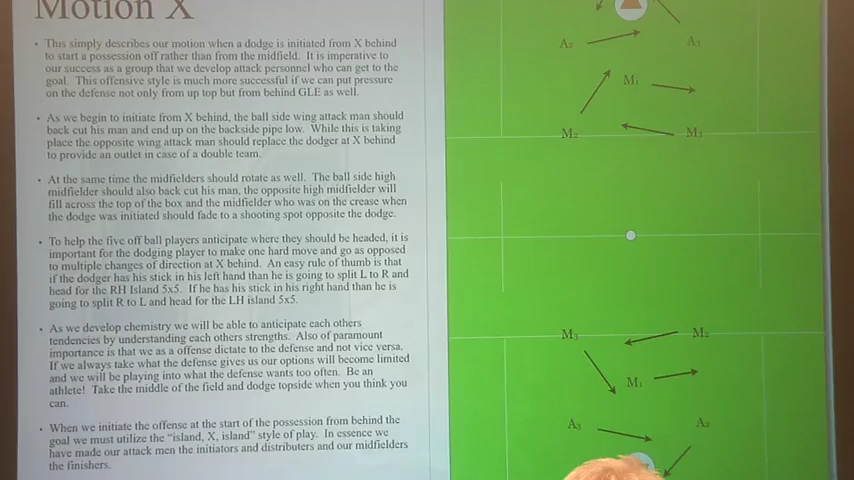 Motion X
• This simply describes our motion when a dodge is initiated from X behind
to start a possession off rather than from the midfield. It is imperative to
our success as a group that we develop attack personnel who can get to the
goal. This offensive style is much more successful if we can put pressure
on the defense not only from up top but from behind GLE as well.
• As we begin to initiate from X behind, the ball side wing attack man should
back cut his man and end up on the backside pipe low. While this is taking
place the opposite wing attack man should replace the dodger at X behind
to provide an outlet in case of a double team.
• At the same time the midfielders should rotate as well. The ball side high
midfielder should also back cut his man, the opposite high midfielder will
fill across the top of the box and the midfielder who was on the crease when
the dodge was initiated should fade to a shooting spot opposite the dodge.
• To help the five off ball players anticipate where they should be headed, it is
important for the dodging player to make one hard move and go as opposed
to multiple changes of direction at X behind. An easy rule of thumb is that
if the dodger has his stick in his left hand than he is going to split L to R and
head for the RH Island 5x5. If he has his stick in his right hand than he is
going to split R to L and head for the LH island 5x5.
• As we develop chemistry we will be able to anticipate each others
tendencies by understanding each others strengths. Also of paramount
importance is that we as a offense dictate to the defense and not vice versa.
If we always take what the defense gives us our options will become limited
and we will be playing into what the defense wants too often. Be an
athlete! Take the middle of the field and dodge topside when you think you
can.
• When we initiate the offense at the start of the possession from behind the
goal we must utilize the “island, X, island” style of play. In essence we
have made our attack men the initiators and distributers and our midfielders
the finishers.
A2 A3
M1
M2 M3
M3 M2
M1
A3 A2